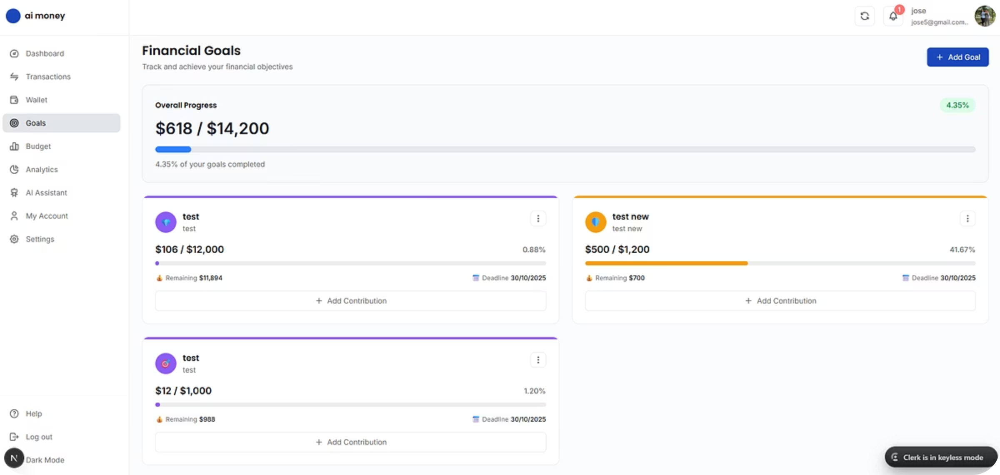 ai money
1
jose
jose5@gmail.com..
Dashboard
Transactions
Wallet
Goals
Budget
Analytics
AI Assistant
My Account
Settings
Help
Log out
N
Dark Mode
Financial Goals
Track and achieve your financial objectives
+ Add Goal
Overall Progress
4.35%
$618 / $14,200
4.35% of your goals completed
test
test
$106 / $12,000
0.88%
Remaining $11,894
Deadline 30/10/2025
+ Add Contribution
test new
test new
$500 / $1,200
41.67%
Remaining $700
Deadline 30/10/2025
+ Add Contribution
test
test
$12 / $1,000
1.20%
Remaining $988
Deadline 30/10/2025
+ Add Contribution
Clerk is in keyless mode